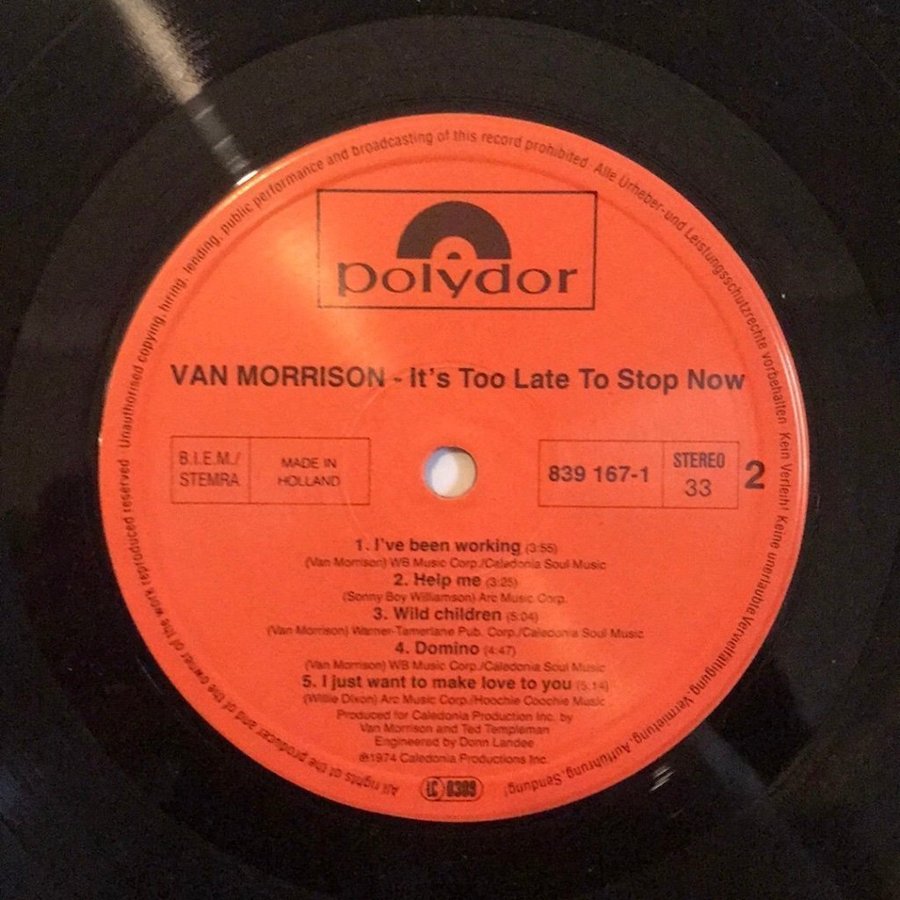 polydor
VAN MORRISON - It's Too Late To Stop Now
B.I.E.M./
STEMRA
MADE IN
HOLLAND
839 167-1
STEREO
33
2
1. I've been working (3:55)
(Van Morrison) WB Music Corp./Caledonia Soul Music
2. Help me (3:25)
(Sonny Boy Williamson) Arc Music Corp.
3. Wild children (5:04)
(Van Morrison) Warner-Tamerlane Pub. Corp./Caledonia Soul Music
4. Domino (4:47)
(Van Morrison) WB Music Corp./Caledonia Soul Music
5. I just want to make love to you (5:14)
(Willie Dixon) Arc Music Corp./Hoochie Coochie Music
Produced for Caledonia Production Inc. by
Van Morrison and Ted Templeman
Engineered by Donn Landee
℗1974 Caledonia Productions Inc.
LC 0309
All rights of the producer and of the owner of the work reproduced reserved · Unauthorised copying, hiring, lending, public performance and broadcasting of this record prohibited · Alle Urheber- und Leistungsschutzrechte vorbehalten · Kein Verleih! Keine unerlaubte Vervielfältigung, Vermietung, Aufführung, Sendung!